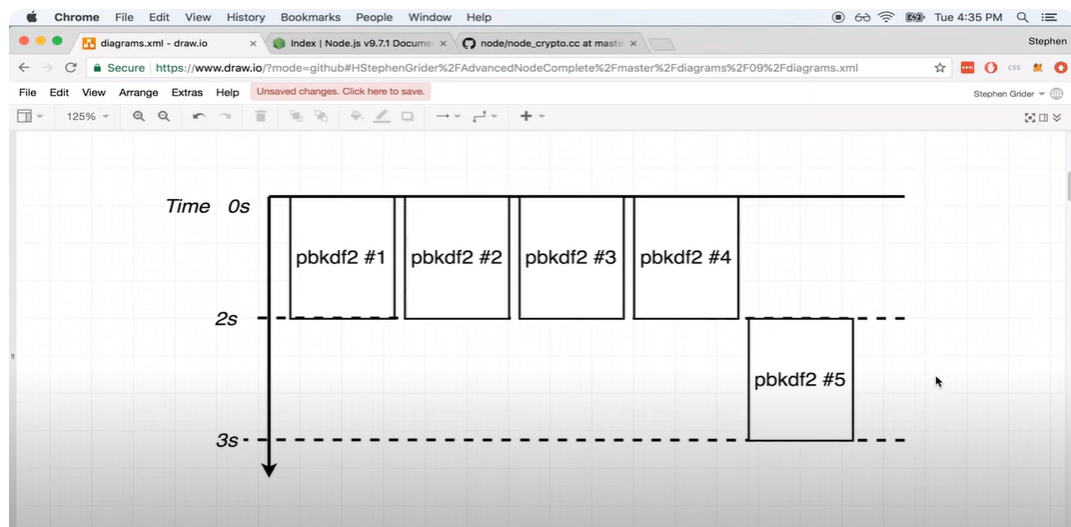 Chrome File Edit View History Bookmarks People Window Help Tue 4:35 PM
diagrams.xml - draw.io Index | Node.js v9.7.1 Docume node/node_crypto.cc at maste Stephen
Secure https://www.draw.io/?mode=github#HStephenGrider%2FAdvancedNodeComplete%2Fmaster%2Fdiagrams%2F09%2Fdiagrams.xml CSS
File Edit View Arrange Extras Help Unsaved changes. Click here to save. Stephen Grider
125%
Time 0s
pbkdf2 #1 pbkdf2 #2 pbkdf2 #3 pbkdf2 #4
2s
pbkdf2 #5
3s